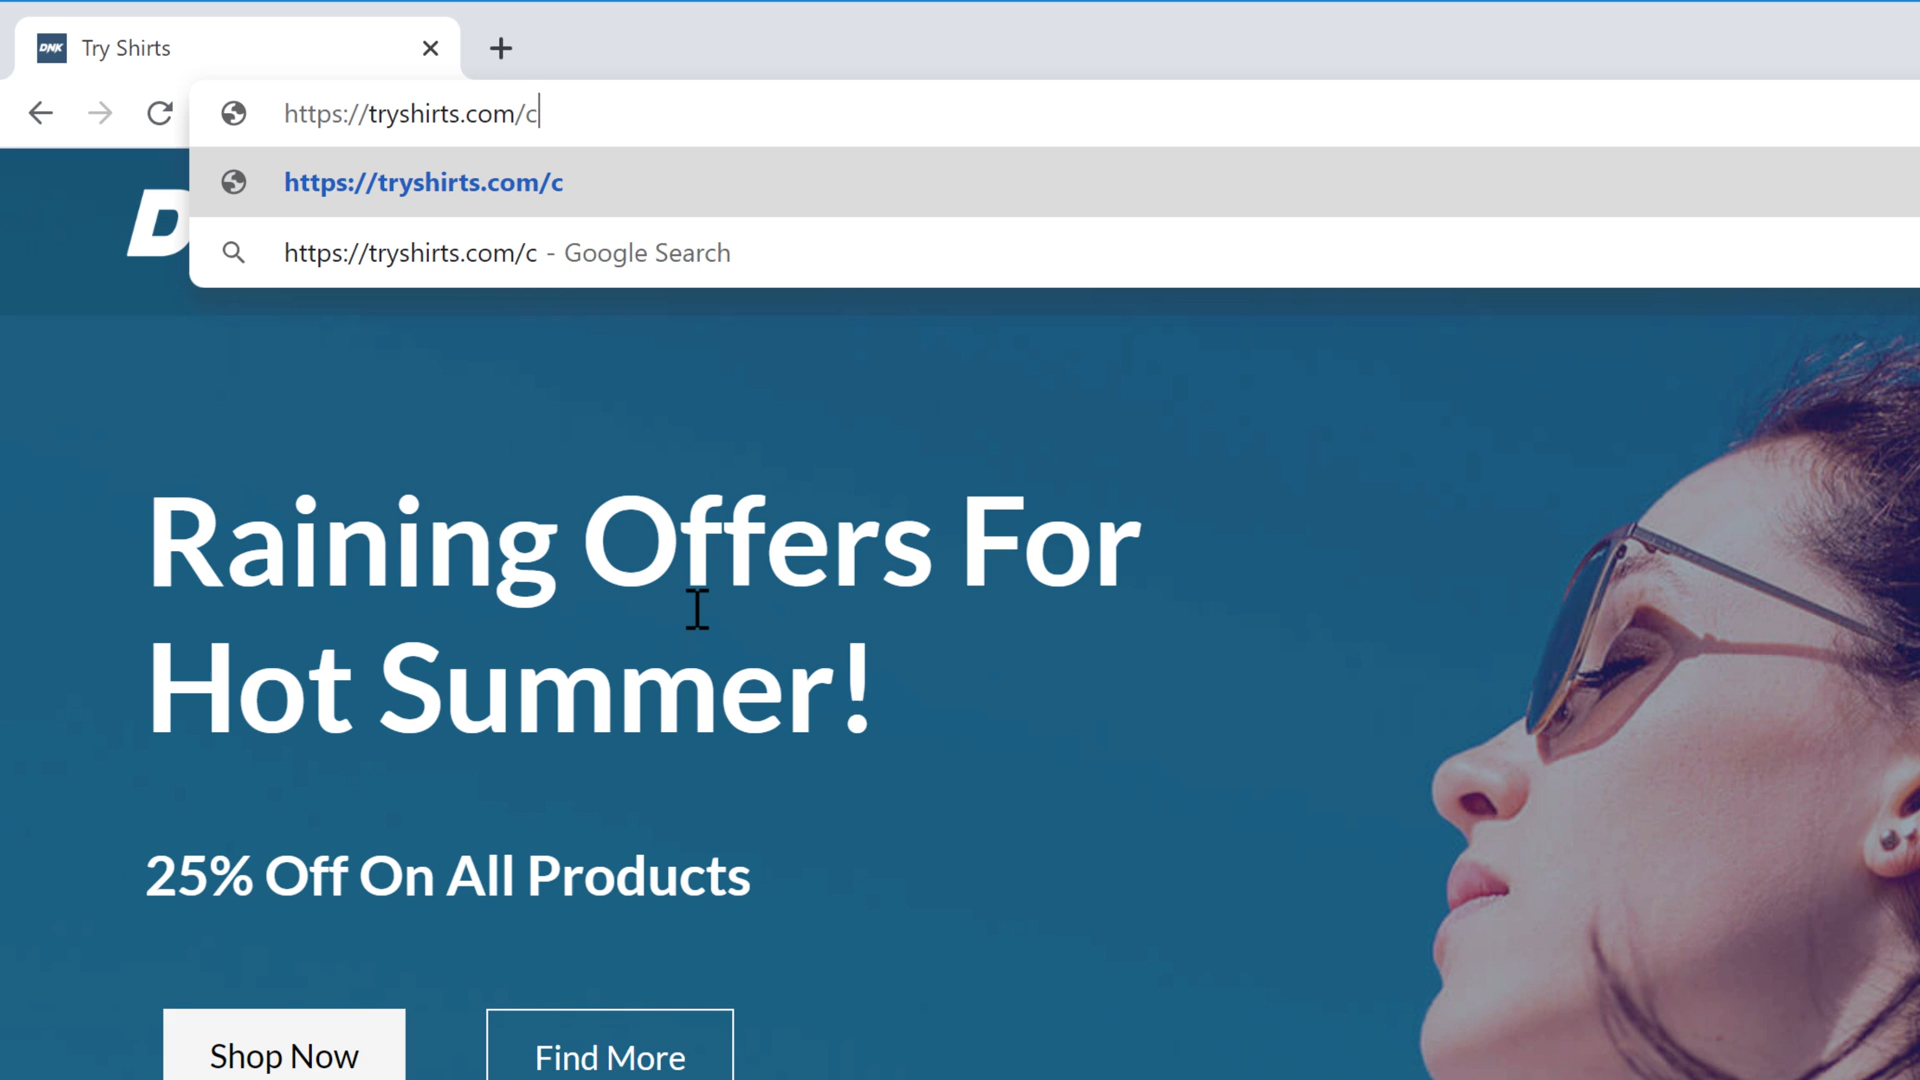 DNK Try Shirts
https://tryshirts.com/c
https://tryshirts.com/c
https://tryshirts.com/c - Google Search
D
Raining Offers For
Hot Summer!
25% Off On All Products
Shop Now
Find More